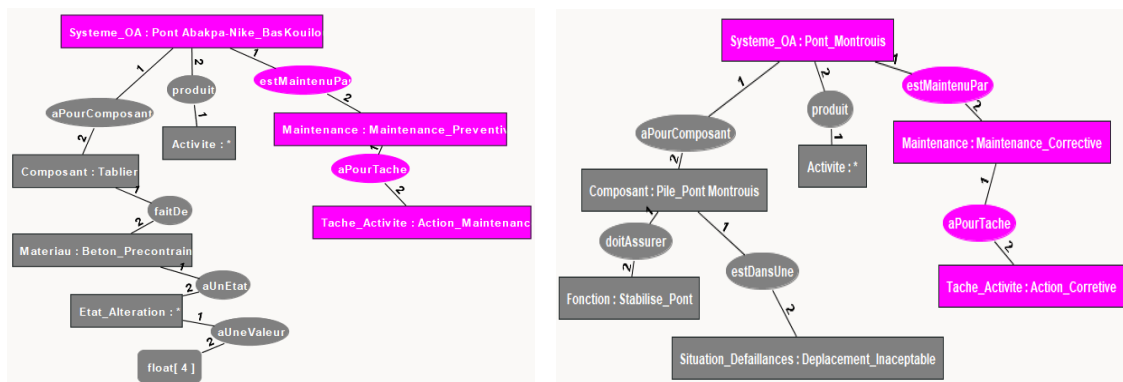 Systeme_OA : Pont Abakpa-Nike_BasKouilo
1
2
1
estMaintenuPa
produit
aPourComposant
2
1
2
Maintenance : Maintenance_Preventiv
Activite : *
1
aPourTache
Composant : Tablier
2
1
Tache_Activite : Action_Maintenanc
faitDe
2
Materiau : Beton_Precontrain
1
aUnEtat
2
Etat_Alteration : *
1
aUneValeur
2
float[ 4 ]
Systeme_OA : Pont_Montrouis
1
2
1
estMaintenuPar
produit
2
aPourComposant
1
Maintenance : Maintenance_Corrective
2
Activite : *
1
Composant : Pile_Pont Montrouis
1
1
aPourTache
doitAssurer
2
2
estDansUne
Tache_Activite : Action_Corretive
Fonction : Stabilise_Pont
2
Situation_Defaillances : Deplacement_Inaceptable